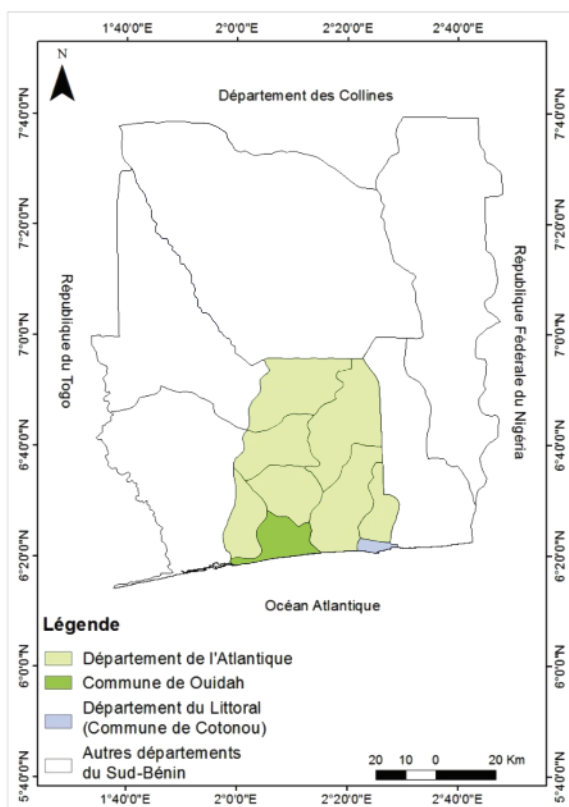 1°40'0"E 2°0'0"E 2°20'0"E 2°40'0"E
N
Département des Collines
7°40'0"N 7°40'0"N
7°20'0"N 7°20'0"N
République du Togo
République Fédérale du Nigéria
7°0'0"N 7°0'0"N
6°40'0"N 6°40'0"N
6°20'0"N 6°20'0"N
Océan Atlantique
Légende
Département de l'Atlantique
Commune de Ouidah
Département du Littoral
(Commune de Cotonou)
Autres départements
du Sud-Bénin
6°0'0"N 6°0'0"N
20 10 0 20 Km
5°40'0"N 5°40'0"N
1°40'0"E 2°0'0"E 2°20'0"E 2°40'0"E